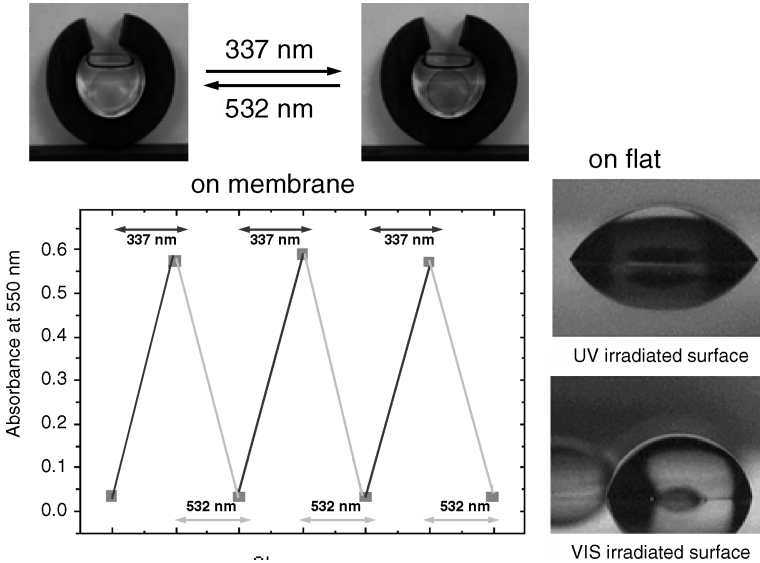 337 nm
532 nm
on membrane
on flat
Absorbance at 550 nm
0.6
0.5
0.4
0.3
0.2
0.1
0.0
337 nm
337 nm
337 nm
532 nm
532 nm
532 nm
UV irradiated surface
VIS irradiated surface